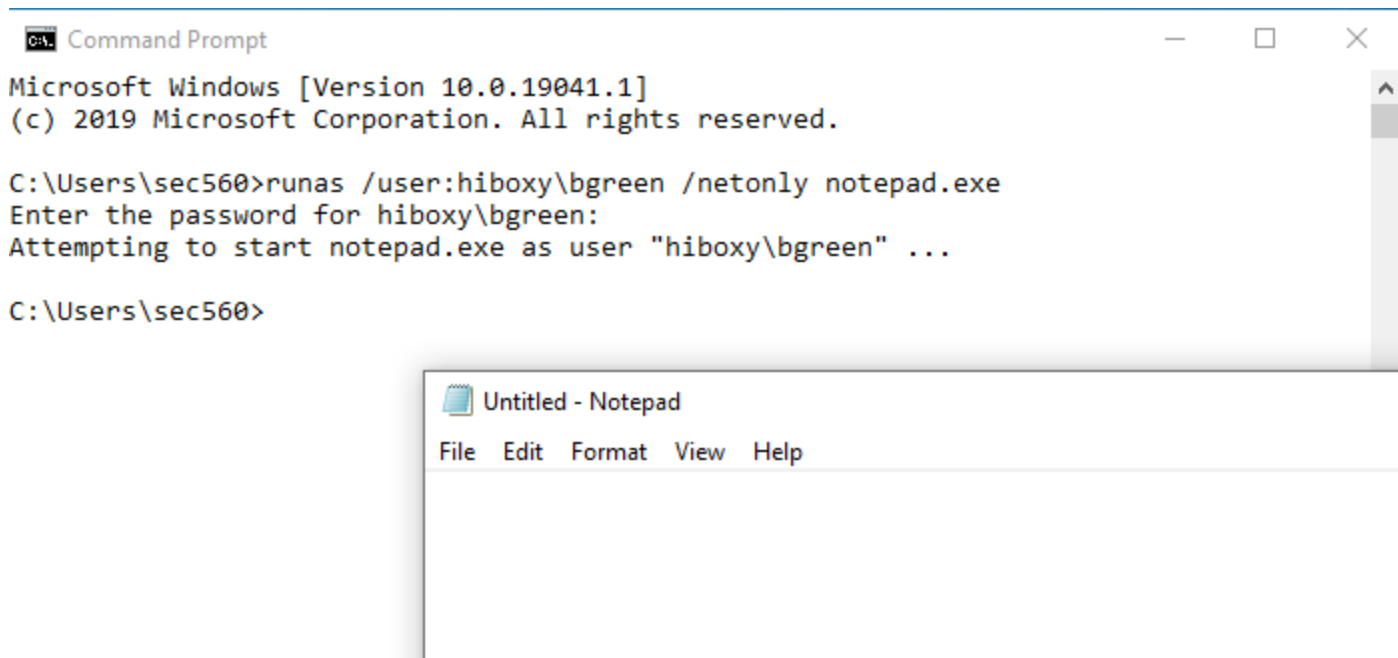 Command Prompt
Microsoft Windows [Version 10.0.19041.1]
(c) 2019 Microsoft Corporation. All rights reserved.
C:\Users\sec560>runas /user:hiboxy\bgreen /netonly notepad.exe
Enter the password for hiboxy\bgreen:
Attempting to start notepad.exe as user "hiboxy\bgreen" ...
C:\Users\sec560>
Untitled - Notepad
File Edit Format View Help